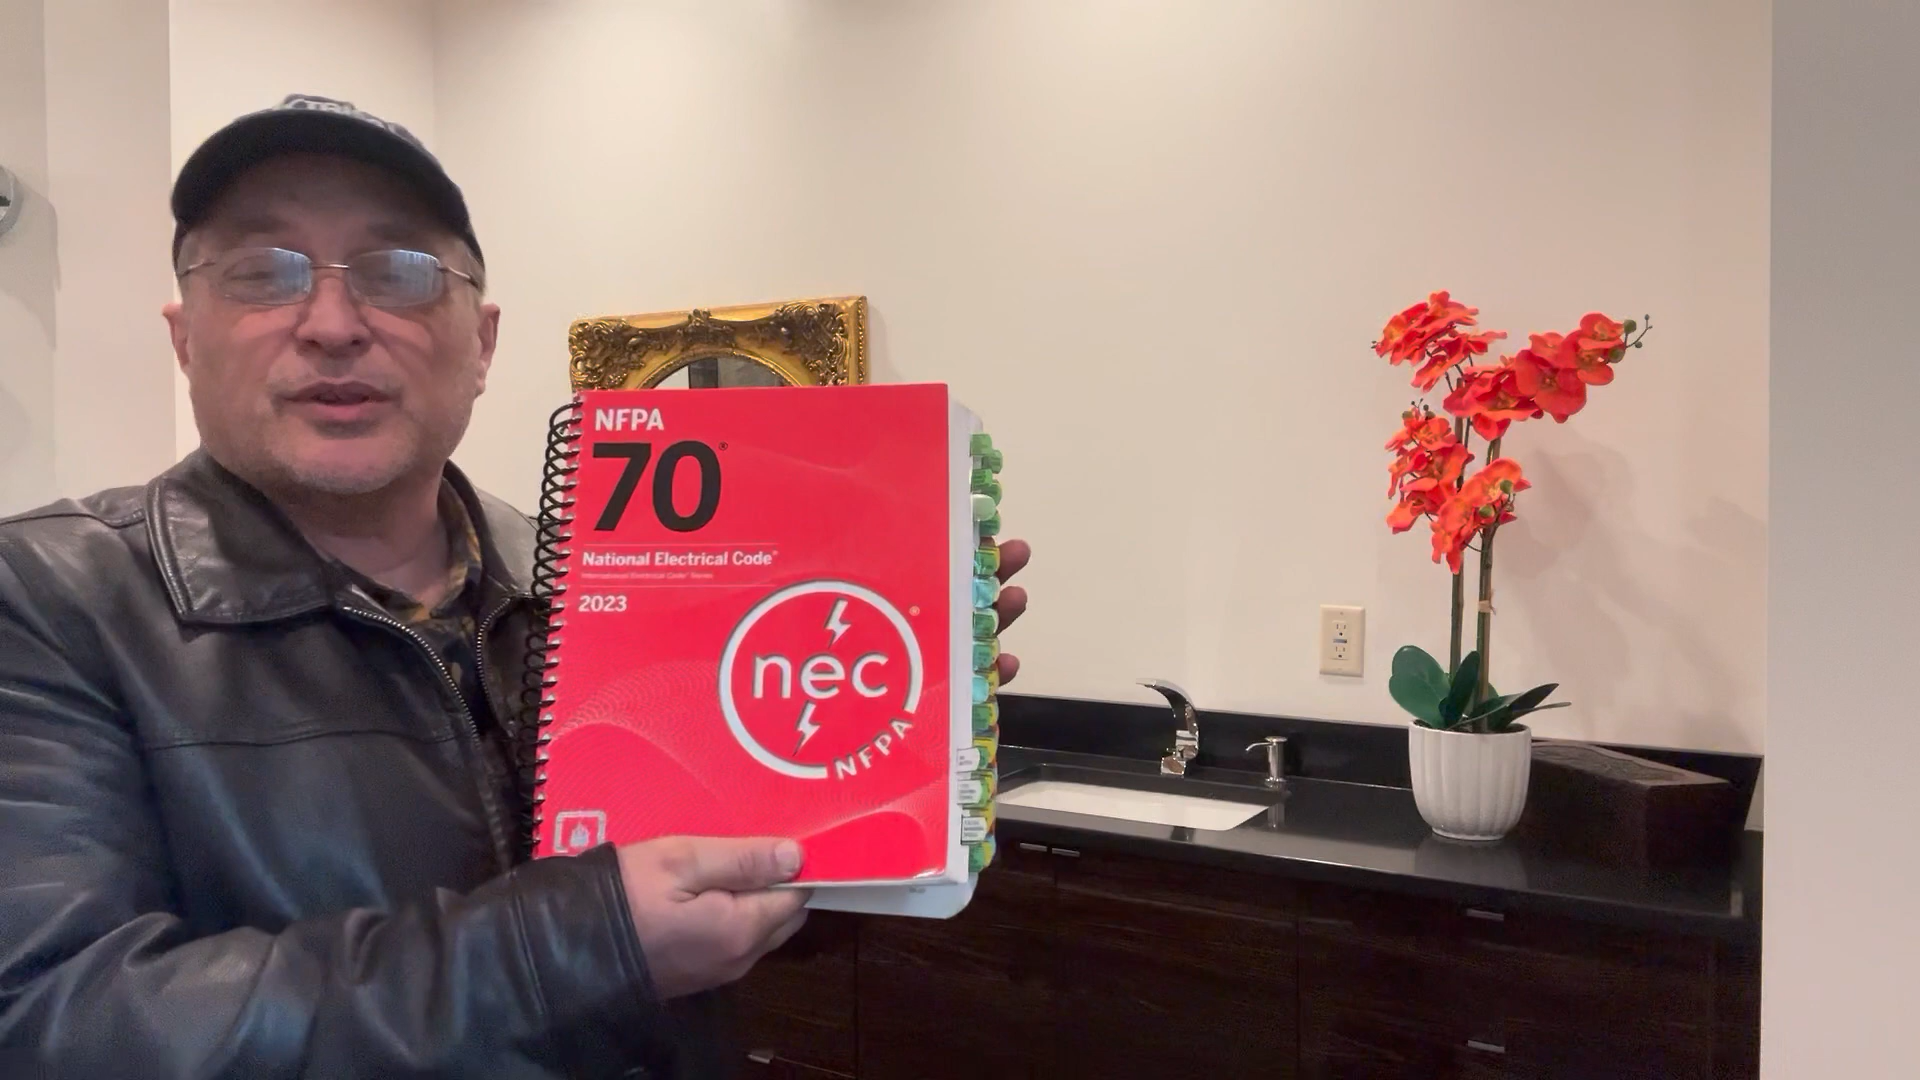 NFPA
70®
National Electrical Code®
International Electrical Code® Series
2023
nec
®
NFPA